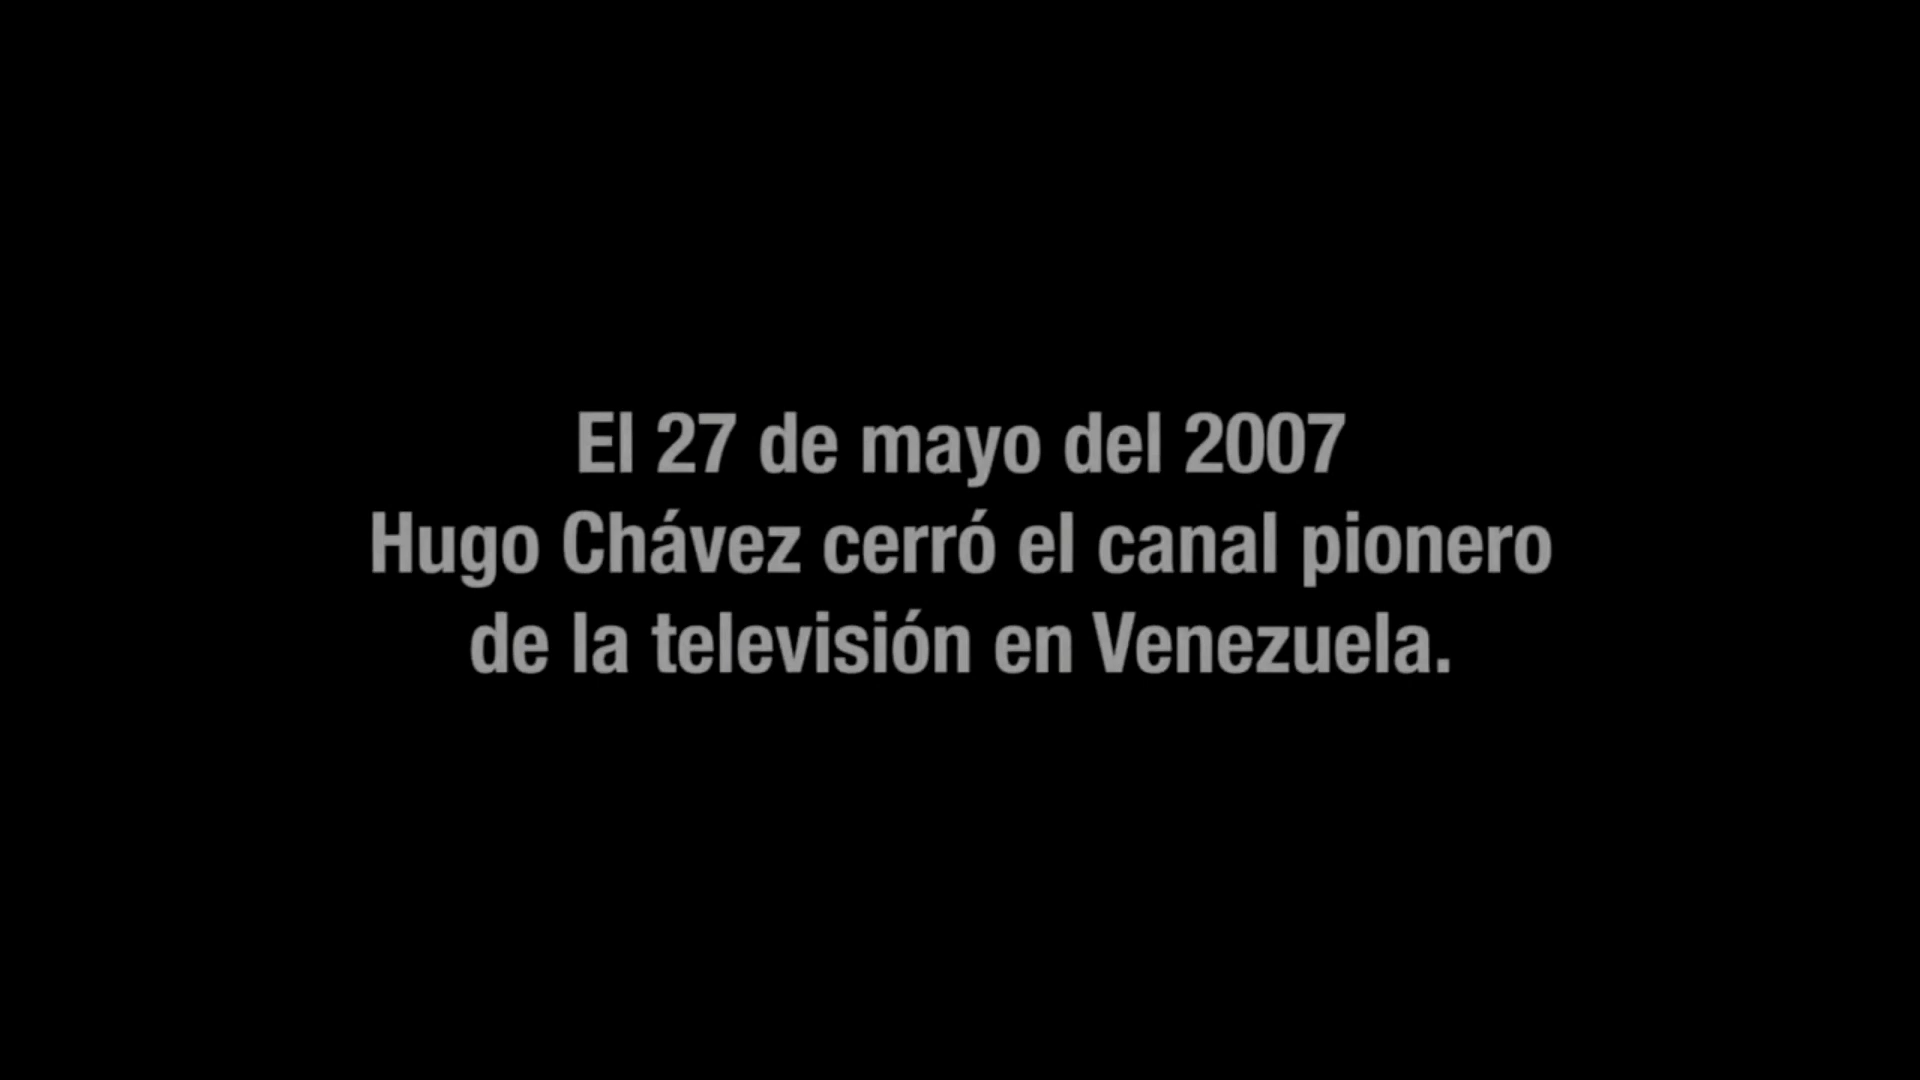 El 27 de mayo del 2007
Hugo Chávez cerró el canal pionero
de la televisión en Venezuela.